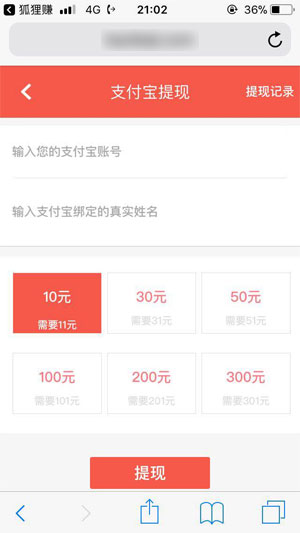 狐狸赚 4G 21:02 36%
支付宝提现 提现记录
输入您的支付宝账号
输入支付宝绑定的真实姓名
10元 30元 50元
需要11元 需要31元 需要51元
100元 200元 300元
需要101元 需要201元 需要301元
提现